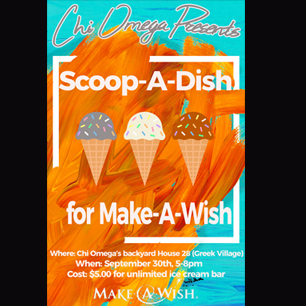 Chi Omega Presents
Scoop-A-Dish
for Make-A-Wish
Where: Chi Omega's backyard House 28 (Greek Village)
When: September 30th, 5-8pm
Cost: $5.00 for unlimited ice cream bar
MAKE A WISH.